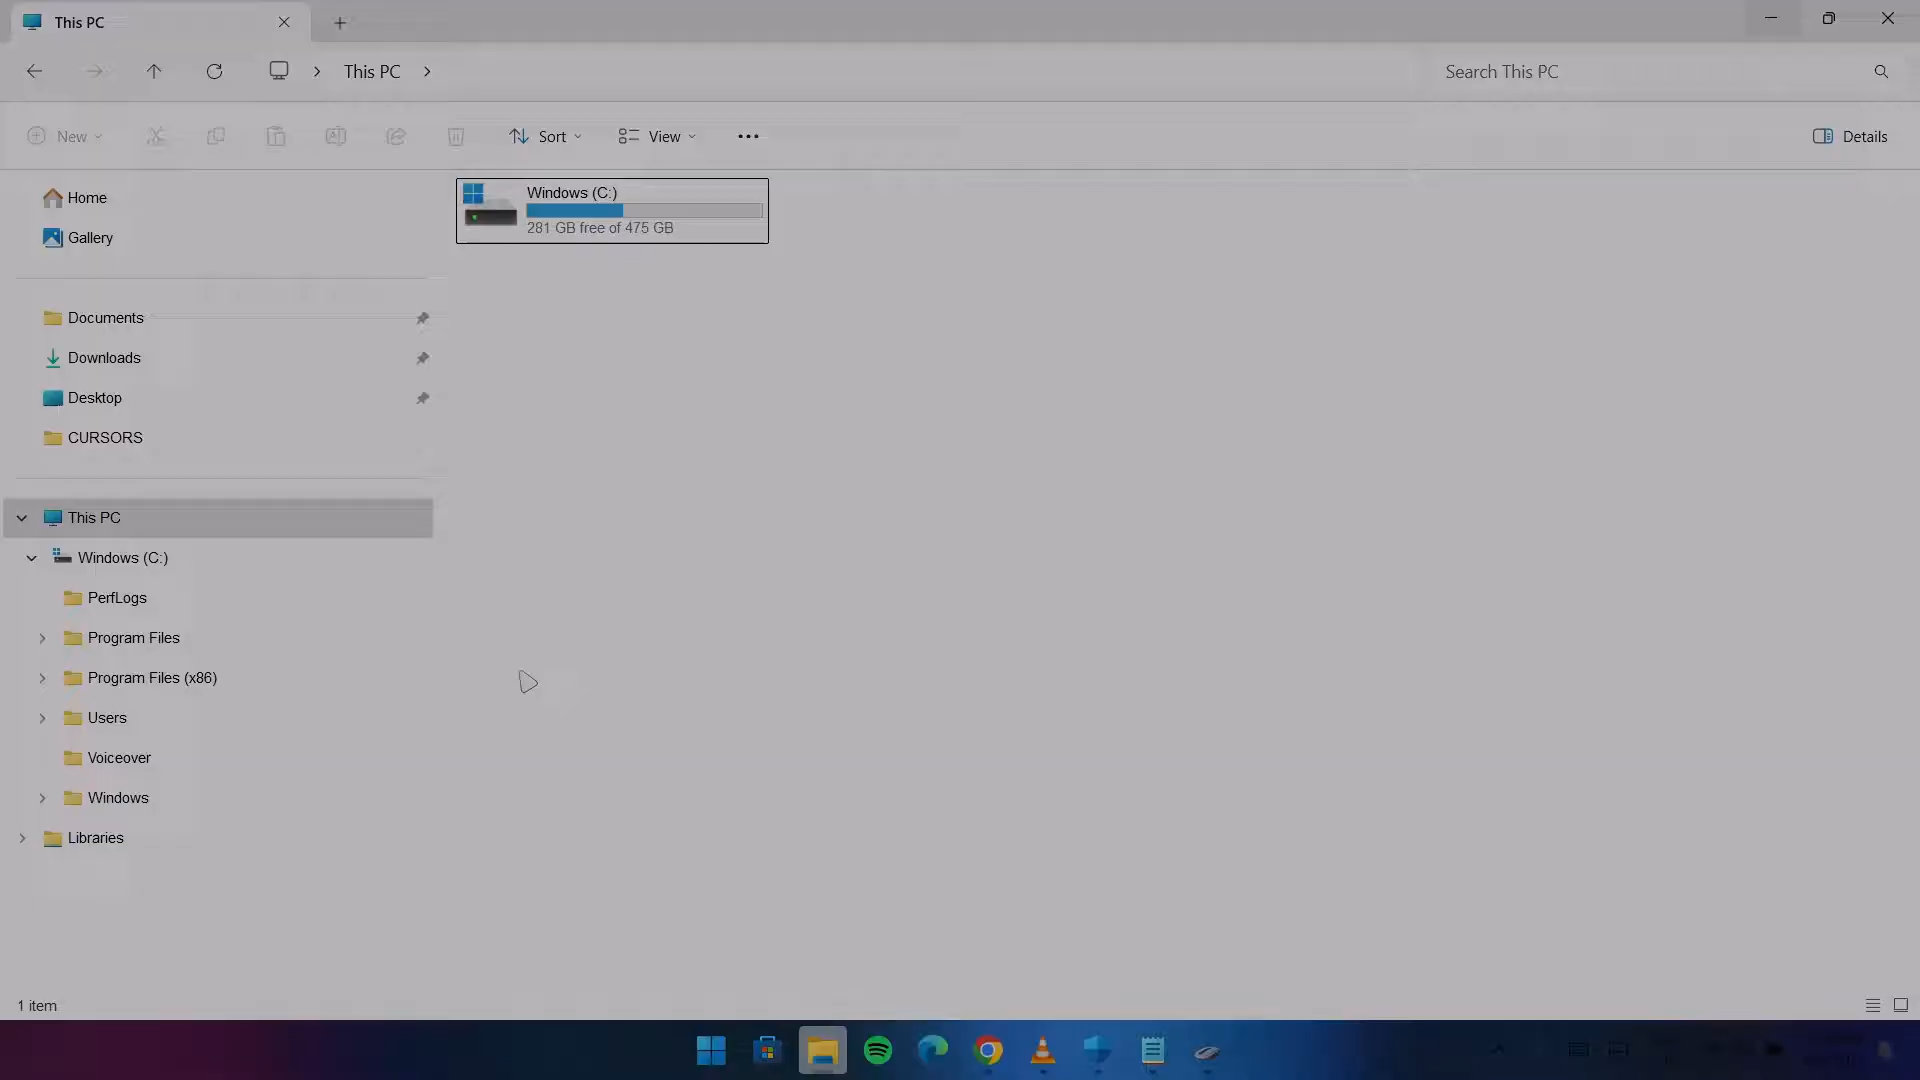 This PC
This PC
Search This PC
New
Sort
View
Details
Home
Gallery
Documents
Downloads
Desktop
CURSORS
This PC
Windows (C:)
PerfLogs
Program Files
Program Files (x86)
Users
Voiceover
Windows
Libraries
Windows (C:)
281 GB free of 475 GB
1 item